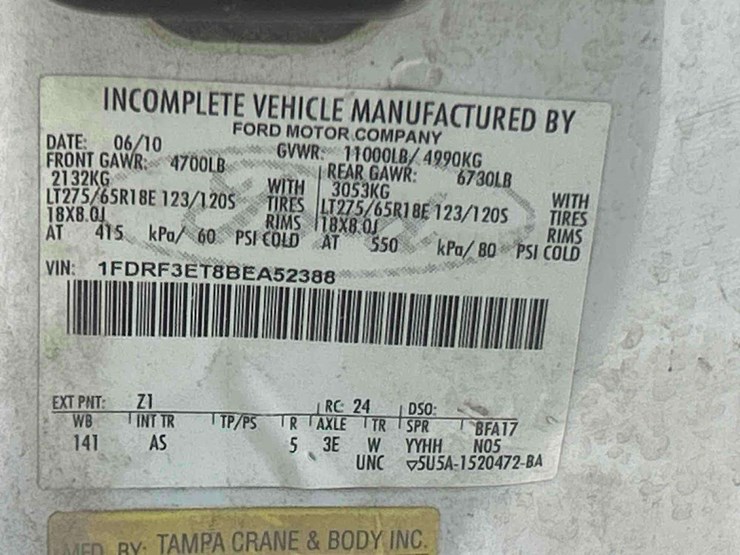 INCOMPLETE VEHICLE MANUFACTURED BY
FORD MOTOR COMPANY
DATE: 06/10 GVWR: 11000LB/ 4990KG
FRONT GAWR: 4700LB REAR GAWR: 6730LB
2132KG WITH 3053KG WITH
LT275/65R18E 123/120S TIRES LT275/65R18E 123/120S TIRES
18X8.0J RIMS 18X8.0J RIMS
AT 415 kPa/ 60 PSI COLD AT 550 kPa/ 80 PSI COLD
VIN: 1FDRF3ET8BEA52388
EXT PNT: Z1 RC: 24 DSO:
WB INT TR TP/PS R AXLE TR SPR BFA17
141 AS 5 3E W YYHH N05
UNC ▽5U5A-1520472-BA
MFD. BY: TAMPA CRANE & BODY INC.